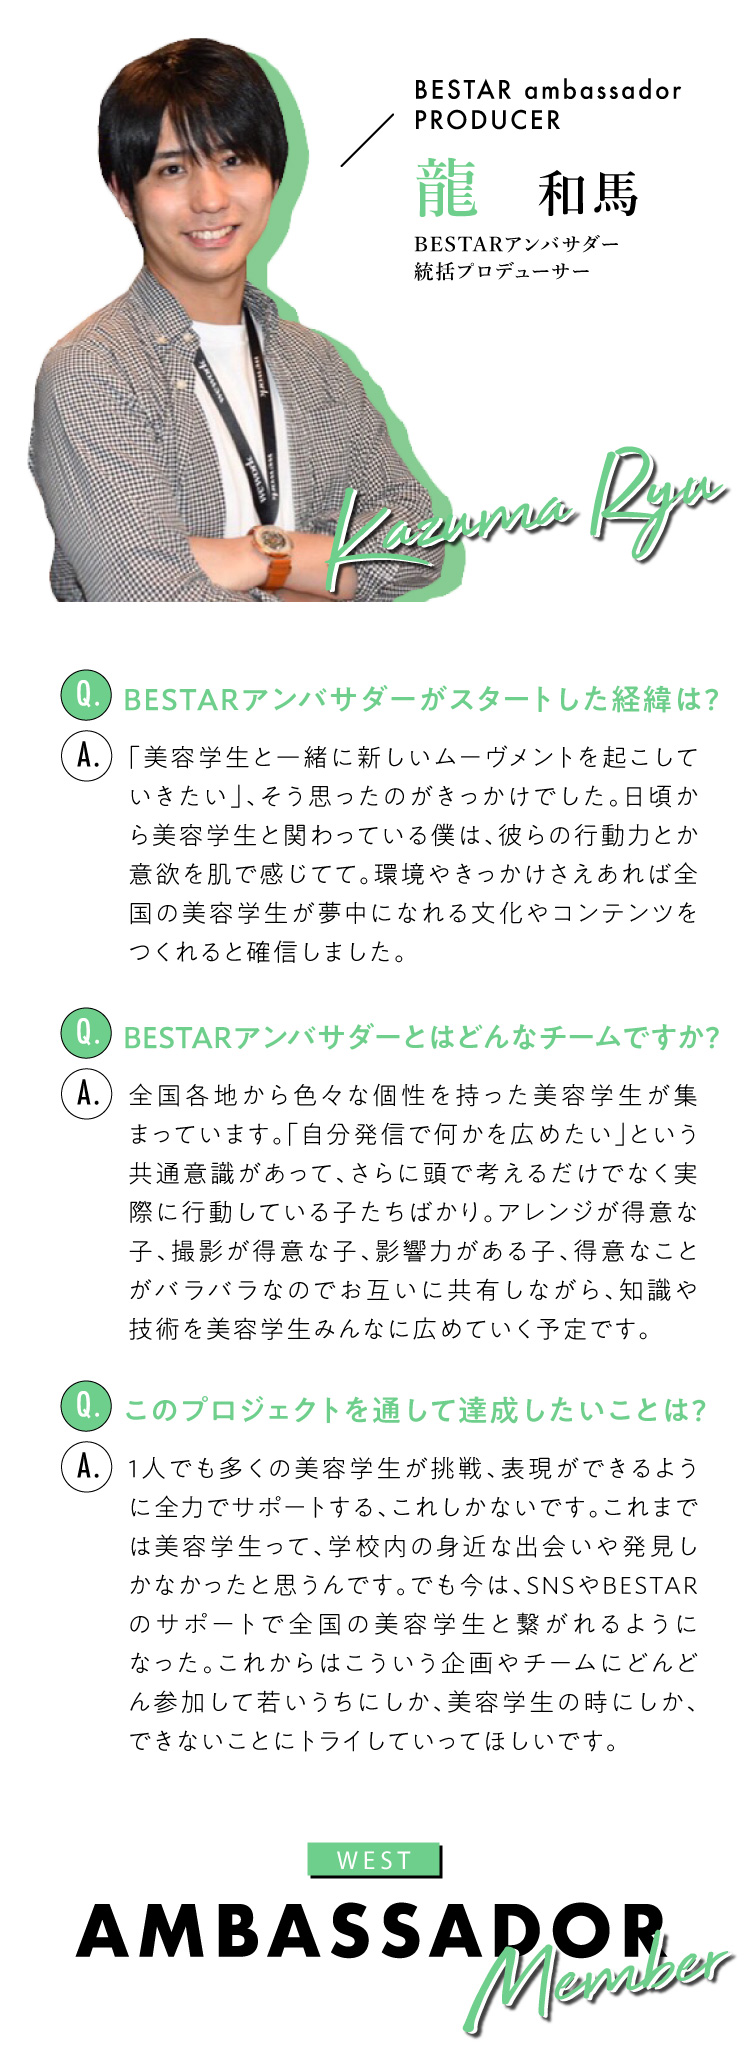 BESTAR ambassador
PRODUCER
龍 和馬
BESTARアンバサダー
統括プロデューサー
wework
wework
wework
wework
Kazuma Ryu
Q. BESTARアンバサダーがスタートした経緯は?
A. 「美容学生と一緒に新しいムーヴメントを起こして
いきたい」、そう思ったのがきっかけでした。日頃か
ら美容学生と関わっている僕は、彼らの行動力とか
意欲を肌で感じてて。環境やきっかけさえあれば全
国の美容学生が夢中になれる文化やコンテンツを
つくれると確信しました。
Q. BESTARアンバサダーとはどんなチームですか?
A. 全国各地から色々な個性を持った美容学生が集
まっています。「自分発信で何かを広めたい」という
共通意識があって、さらに頭で考えるだけでなく実
際に行動している子たちばかり。アレンジが得意な
子、撮影が得意な子、影響力がある子、得意なこと
がバラバラなのでお互いに共有しながら、知識や
技術を美容学生みんなに広めていく予定です。
Q. このプロジェクトを通して達成したいことは?
A. 1人でも多くの美容学生が挑戦、表現ができるよう
に全力でサポートする、これしかないです。これまで
は美容学生って、学校内の身近な出会いや発見し
かなかったと思うんです。でも今は、SNSやBESTAR
のサポートで全国の美容学生と繋がれるように
なった。これからはこういう企画やチームにどんど
ん参加して若いうちにしか、美容学生の時にしか、
できないことにトライしていってほしいです。
WEST
AMBASSADOR
Member